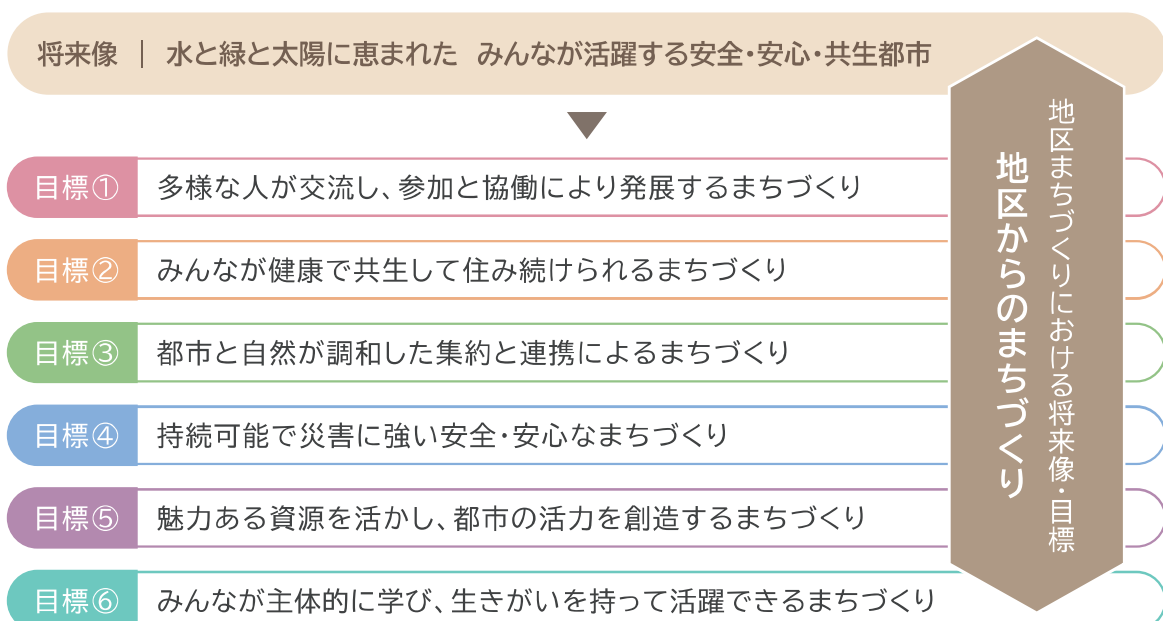 将来像 | 水と緑と太陽に恵まれた みんなが活躍する安全・安心・共生都市
目標① 多様な人が交流し、参加と協働により発展するまちづくり
目標② みんなが健康で共生して住み続けられるまちづくり
目標③ 都市と自然が調和した集約と連携によるまちづくり
目標④ 持続可能で災害に強い安全・安心なまちづくり
目標⑤ 魅力ある資源を活かし、都市の活力を創造するまちづくり
目標⑥ みんなが主体的に学び、生きがいを持って活躍できるまちづくり
地区まちづくりにおける将来像・目標
地区からのまちづくり